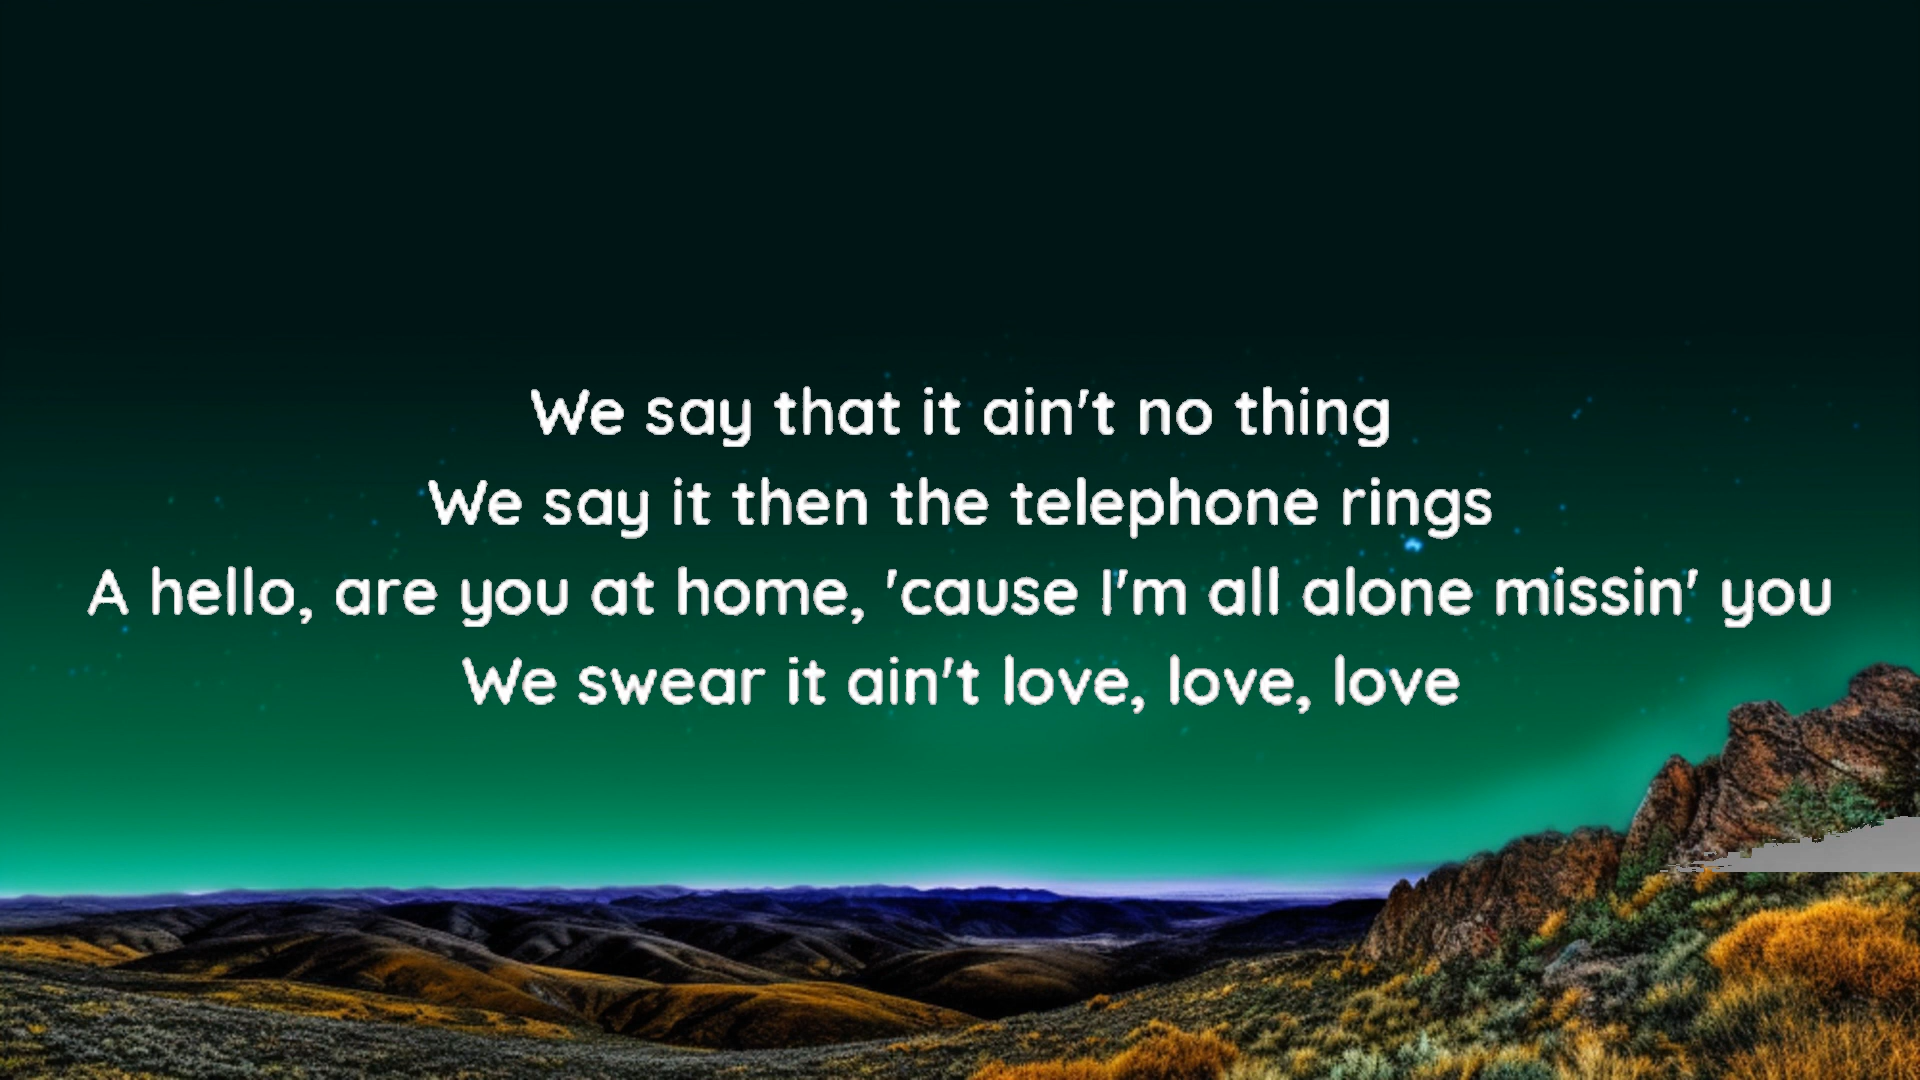 We say that it ain't no thing
We say it then the telephone rings
A hello, are you at home, 'cause I'm all alone missin' you
We swear it ain't love, love, love